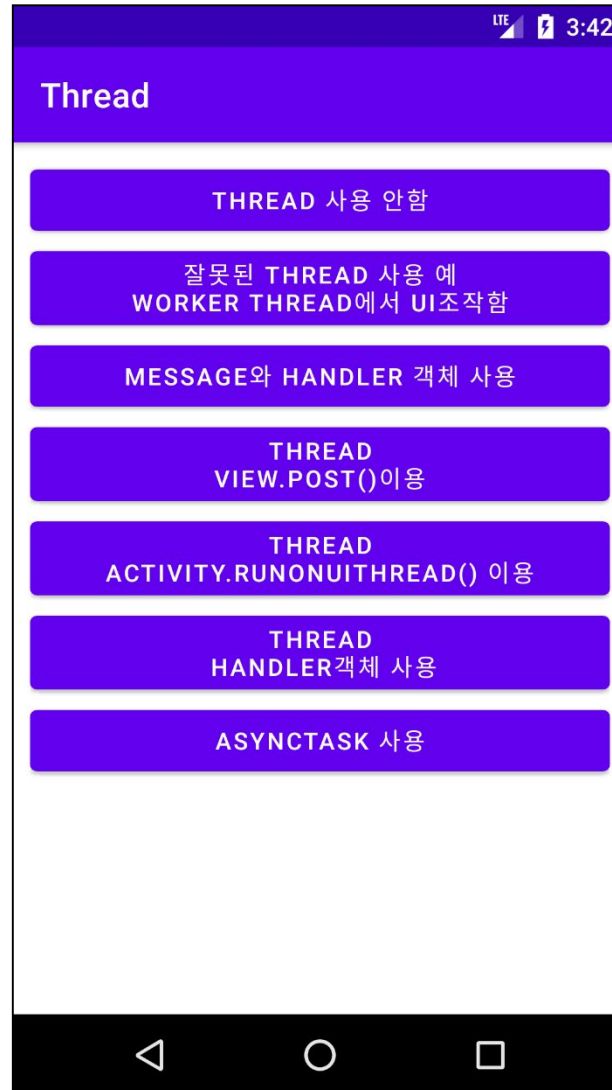 LTE 3:42
Thread
THREAD 사용 안함
잘못된 THREAD 사용 예
WORKER THREAD에서 UI조작함
MESSAGE와 HANDLER 객체 사용
THREAD
VIEW.POST()이용
THREAD
ACTIVITY.RUNONUITHREAD() 이용
THREAD
HANDLER객체 사용
ASYNCTASK 사용